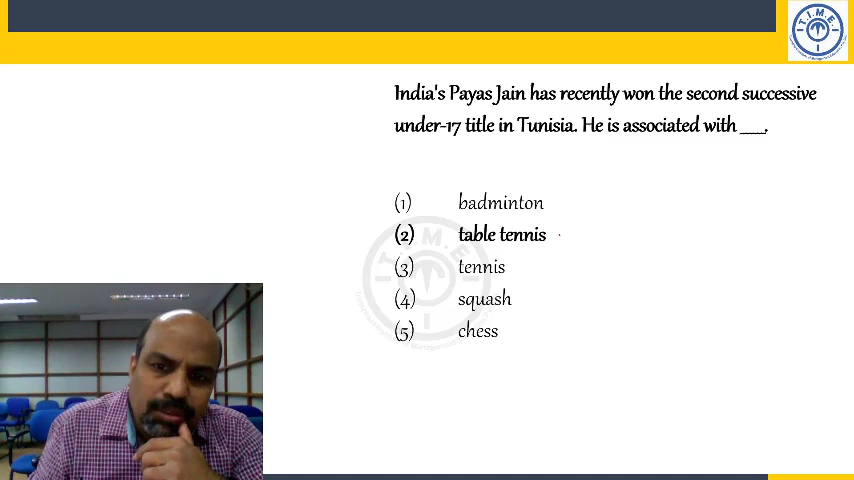 T.I.M.E.
India's Payas Jain has recently won the second successive
under-17 title in Tunisia. He is associated with ____.
(1) badminton
(2) table tennis
(3) tennis
(4) squash
(5) chess
T.I.M.E.